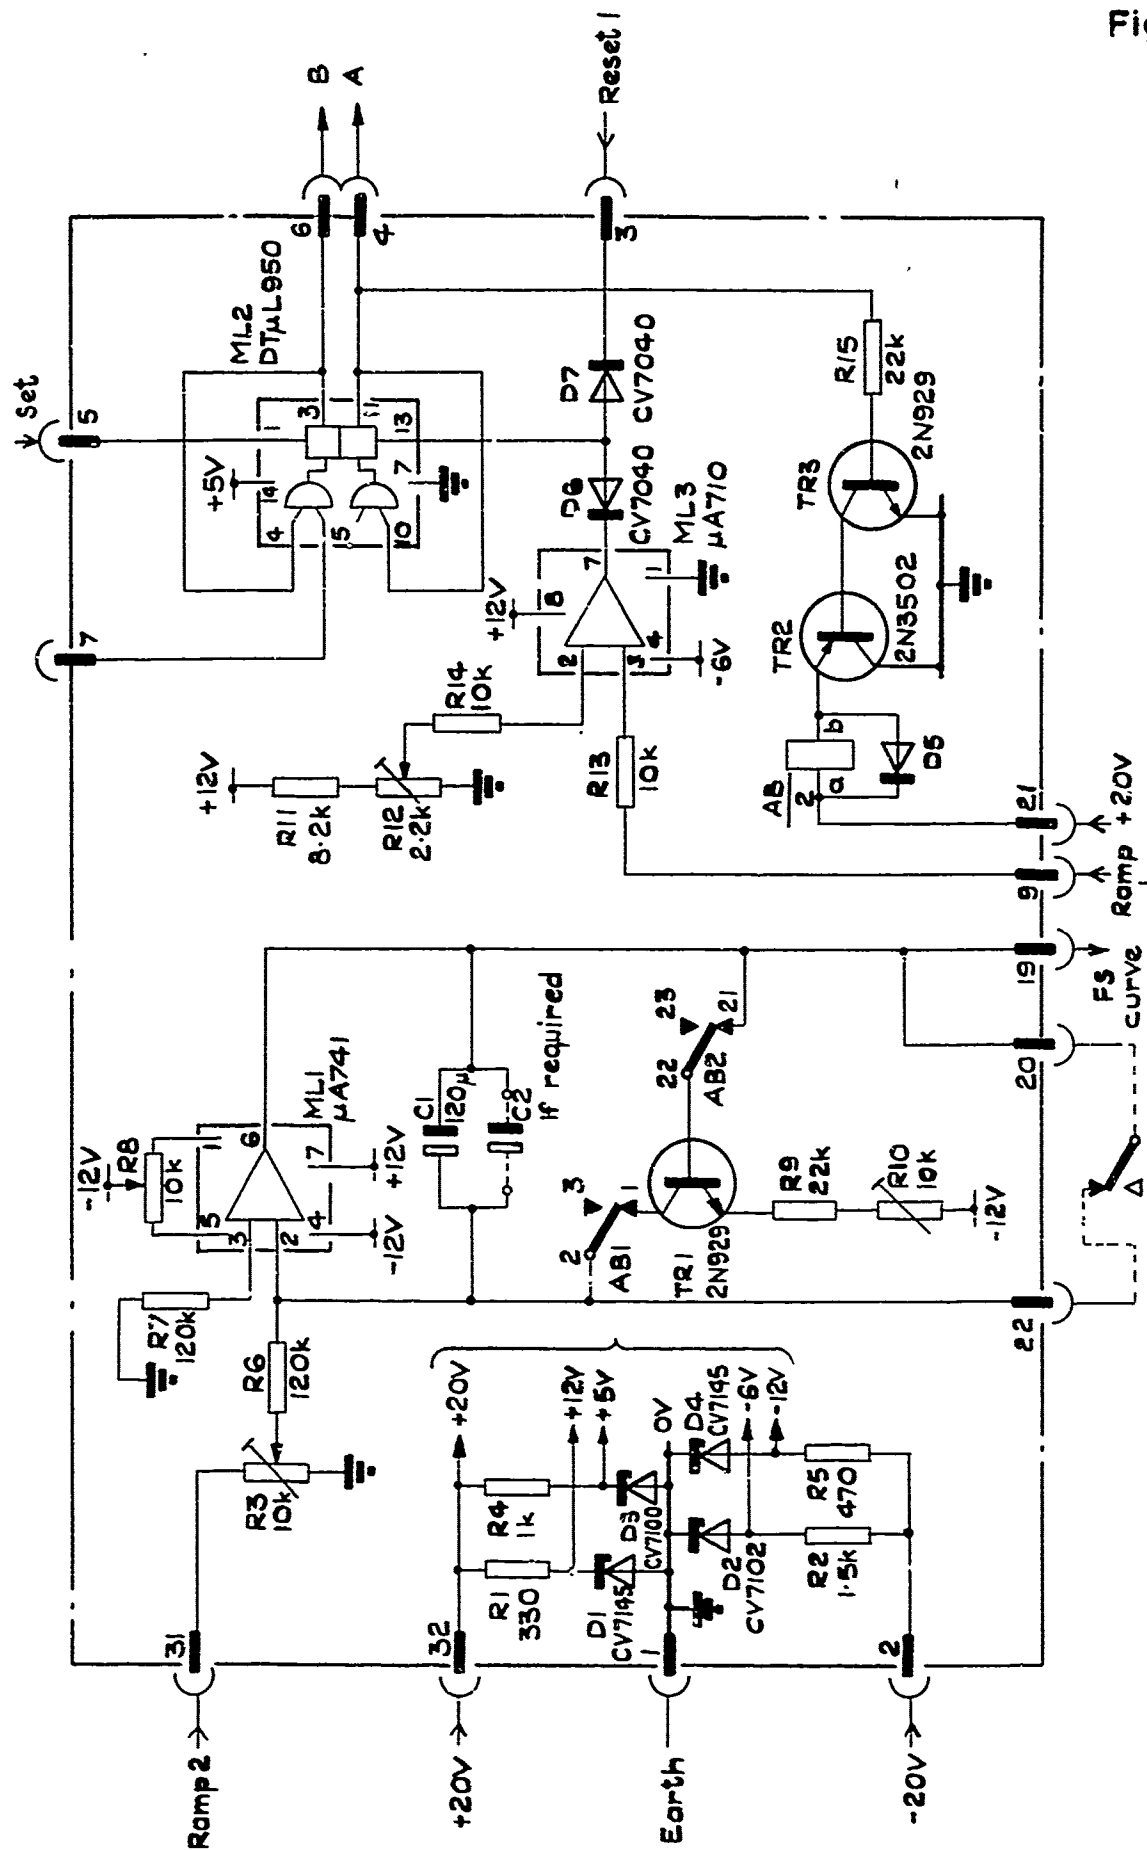 Fig
Set
5
7
+5V
14
1
4
5
10
7
3
11
13
ML2
DTµL950
6
4
B
A
Reset 1
3
+12V
R11
8.2k
R12
2.2k
R14
10k
+12V
8
2
3
4
7
1
-6V
ML3
µA710
D6
CV7040
D7
CV7040
R13
10k
R15
22k
TR3
2N929
TR2
2N3502
AB
2
a
b
D5
21
+20V
9
Ramp
19
FS
curve
20
22
-12V
R8
10k
5
1
3
2
4
6
7
-12V
+12V
ML1
µA741
R7
120k
R6
120k
R3
10k
C1
120µ
C2
If required
2
3
1
AB1
22
23
21
AB2
TR1
2N929
R9
22k
R10
10k
-12V
31
Ramp 2
32
+20V
+20V
+12V
+5V
R1
330
R4
1k
D1
CV7145
D3
CV7100
0V
1
Earth
D2
CV7102
D4
CV7145
-6V
-12V
R2
1.5k
R5
470
2
-20V